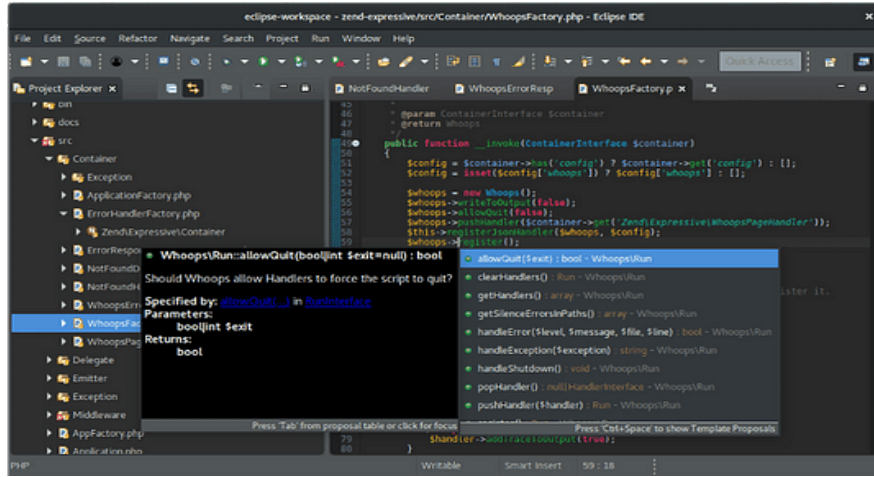 eclipse-workspace - zend-expressive/src/Container/WhoopsFactory.php - Eclipse IDE
File Edit Source Refactor Navigate Search Project Run Window Help
Quick Access
Project Explorer
NotFoundHandler
WhoopsErrorResp
WhoopsFactory.p
bin
docs
src
Container
Exception
ApplicationFactory.php
ErrorHandlerFactory.php
Zend\Expressive\Container
ErrorRespo
NotFoundD
NotFoundH
WhoopsErr
WhoopsFac
WhoopsPag
Delegate
Emitter
Exception
Middleware
AppFactory.php
Application.php
45 *
46 * @param ContainerInterface $container
47 * @return Whoops
48 */
49 public function __invoke(ContainerInterface $container)
50 {
51 $config = $container->has('config') ? $container->get('config') : [];
52 $config = isset($config['whoops']) ? $config['whoops'] : [];
53
54 $whoops = new Whoops();
55 $whoops->writeToOutput(false);
56 $whoops->allowQuit(false);
57 $whoops->pushHandler($container->get('Zend\Expressive\WhoopsPageHandler'));
58 $this->registerJsonHandler($whoops, $config);
59 $whoops->register();
ister it.
Whoops\Run::allowQuit(bool|int $exit=null) : bool
Should Whoops allow Handlers to force the script to quit?
Specified by: allowQuit(...) in RunInterface
Parameters:
bool|int $exit
Returns:
bool
Press 'Tab' from proposal table or click for focus
allowQuit($exit) : bool - Whoops\Run
clearHandlers() : Run - Whoops\Run
getHandlers() : array - Whoops\Run
getSilenceErrorsInPaths() : array - Whoops\Run
handleError($level, $message, $file, $line) : bool - Whoops\Run
handleException($exception) : string - Whoops\Run
handleShutdown() : void - Whoops\Run
popHandler() : null|HandlerInterface - Whoops\Run
pushHandler($handler) : Run - Whoops\Run
Press 'Ctrl+Space' to show Template Proposals
79 $handler->addTraceToOutput(true);
80 }
PHP
Writable
Smart Insert
59 : 18